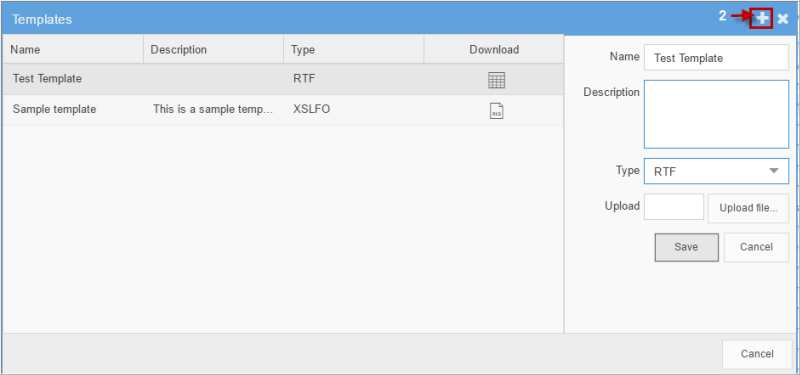 Templates 2
Name Description Type Download
Test Template RTF
Sample template This is a sample temp... XSLFO XLS
Name Test Template
Description
Type RTF
Upload Upload file...
Save Cancel
Cancel